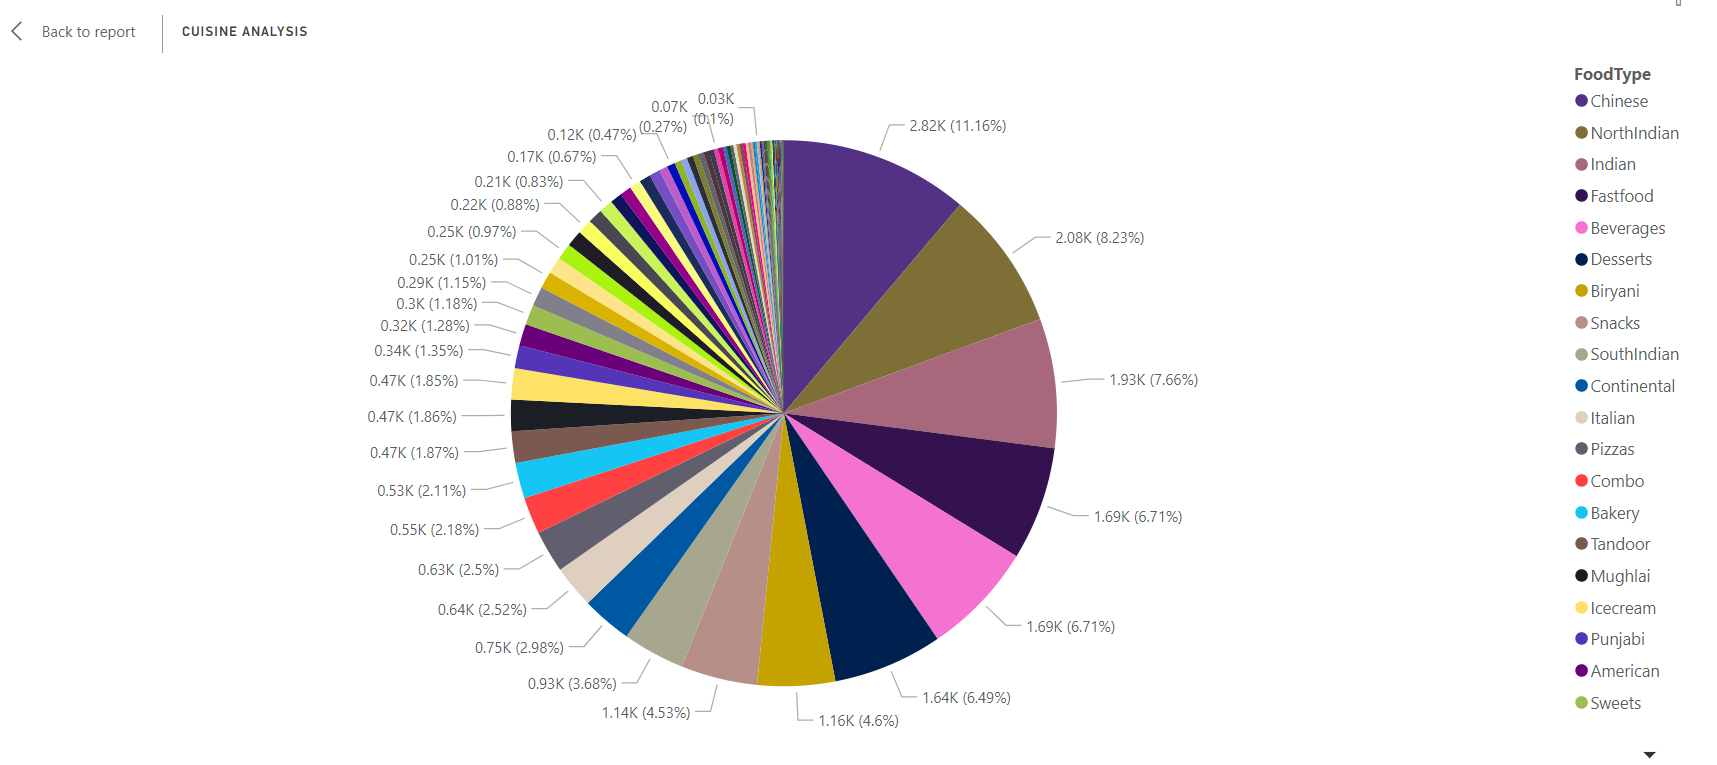 Back to report
CUISINE ANALYSIS
0.03K
(0.1%)
0.07K
(0.27%)
0.12K (0.47%)
0.17K (0.67%)
0.21K (0.83%)
0.22K (0.88%)
0.25K (0.97%)
0.25K (1.01%)
0.29K (1.15%)
0.3K (1.18%)
0.32K (1.28%)
0.34K (1.35%)
0.47K (1.85%)
0.47K (1.86%)
0.47K (1.87%)
0.53K (2.11%)
0.55K (2.18%)
0.63K (2.5%)
0.64K (2.52%)
0.75K (2.98%)
0.93K (3.68%)
1.14K (4.53%)
2.82K (11.16%)
2.08K (8.23%)
1.93K (7.66%)
1.69K (6.71%)
1.69K (6.71%)
1.64K (6.49%)
1.16K (4.6%)
FoodType
Chinese
NorthIndian
Indian
Fastfood
Beverages
Desserts
Biryani
Snacks
SouthIndian
Continental
Italian
Pizzas
Combo
Bakery
Tandoor
Mughlai
Icecream
Punjabi
American
Sweets